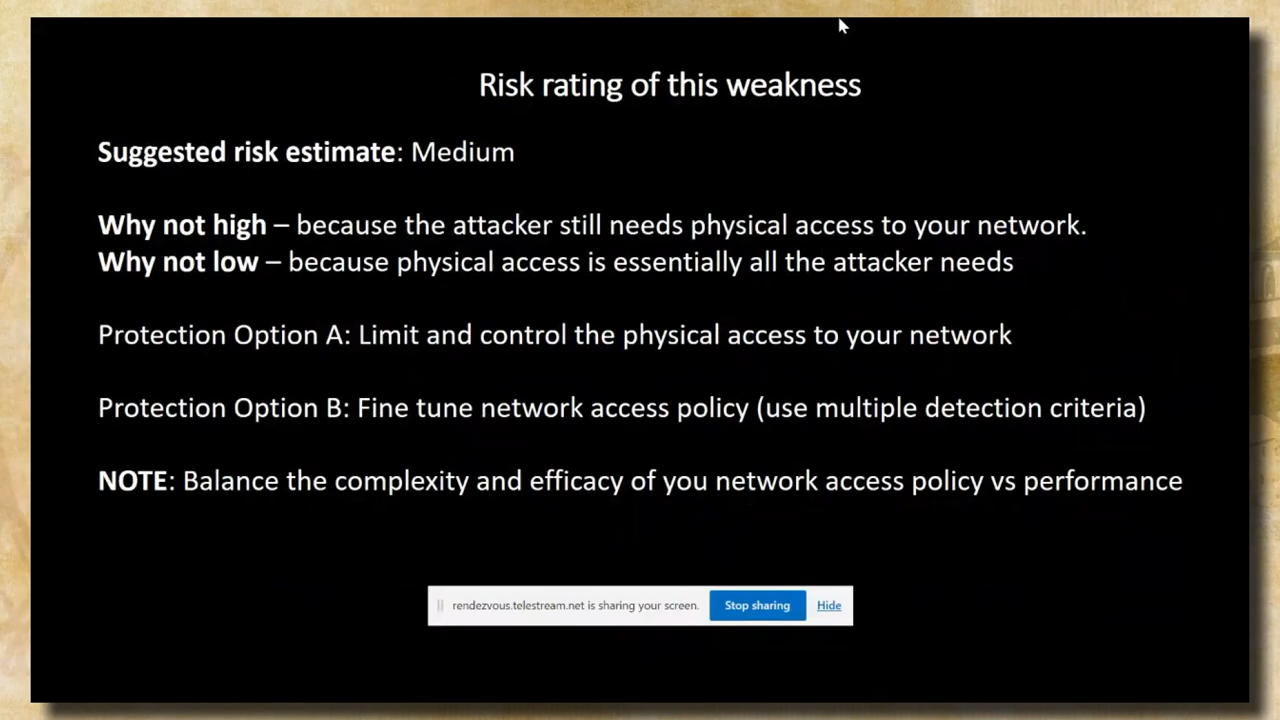 Risk rating of this weakness
Suggested risk estimate: Medium
Why not high – because the attacker still needs physical access to your network.
Why not low – because physical access is essentially all the attacker needs
Protection Option A: Limit and control the physical access to your network
Protection Option B: Fine tune network access policy (use multiple detection criteria)
NOTE: Balance the complexity and efficacy of you network access policy vs performance
rendezvous.telestream.net is sharing your screen. Stop sharing Hide